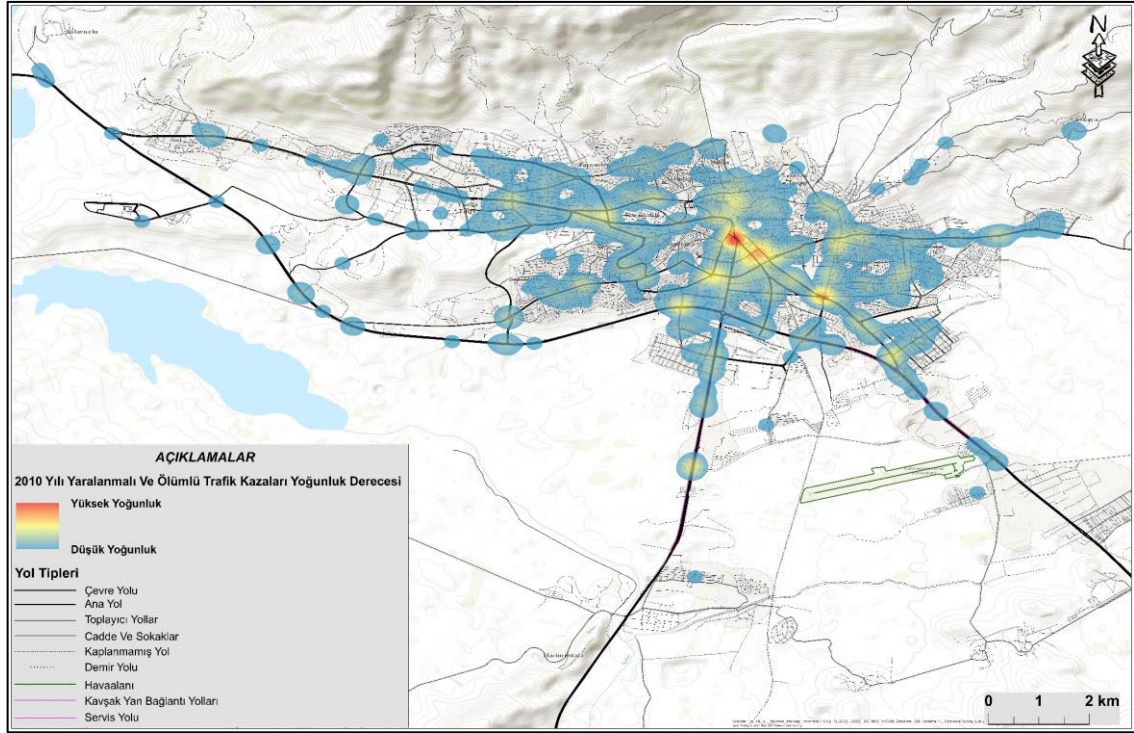 N
AÇIKLAMALAR
2010 Yılı Yaralanmalı Ve Ölümlü Trafik Kazaları Yoğunluk Derecesi
Yüksek Yoğunluk
Düşük Yoğunluk
Yol Tipleri
Çevre Yolu
Ana Yol
Toplayıcı Yollar
Cadde Ve Sokaklar
Kaplanmamış Yol
Demir Yolu
Havaalanı
Kavşak Yan Bağlantı Yolları
Servis Yolu
0 1 2 km